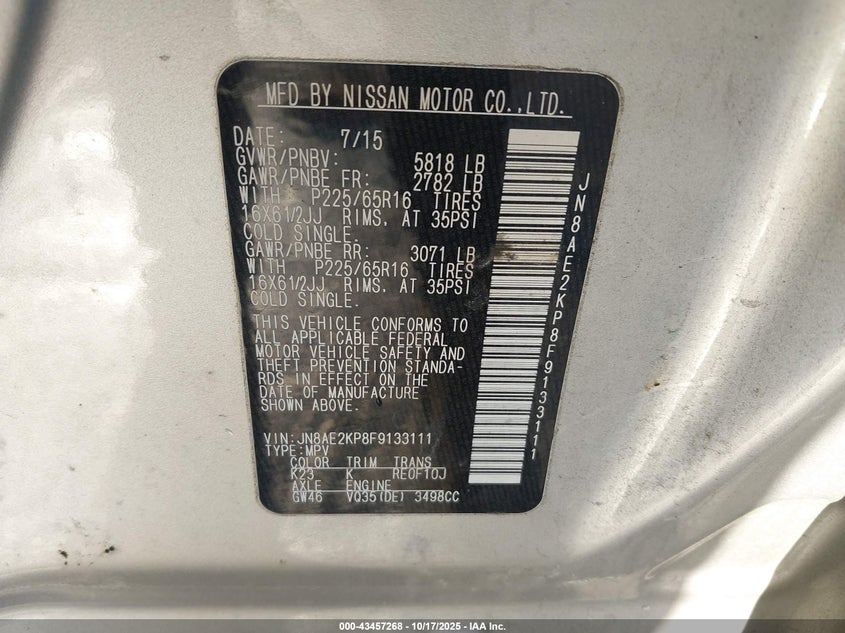 MFD BY NISSAN MOTOR CO.,LTD.
DATE: 7/15
GVWR/PNBV: 5818 LB
GAWR/PNBE FR: 2782 LB
WITH P225/65R16 TIRES
16X61/2JJ RIMS, AT 35PSI
COLD SINGLE.
GAWR/PNBE RR: 3071 LB
WITH P225/65R16 TIRES
16X61/2JJ RIMS, AT 35PSI
COLD SINGLE.
THIS VEHICLE CONFORMS TO
ALL APPLICABLE FEDERAL
MOTOR VEHICLE SAFETY AND
THEFT PREVENTION STANDA-
RDS IN EFFECT ON THE
DATE OF MANUFACTURE
SHOWN ABOVE.
VIN:JN8AE2KP8F9133111
TYPE:MPV
COLOR TRIM TRANS
K23 K RE0F10J
AXLE ENGINE
GW46 VQ35(DE) 3498CC
JN8AE2KP8F9133111
000-43457268 | 10/17/2025 - IAA Inc.